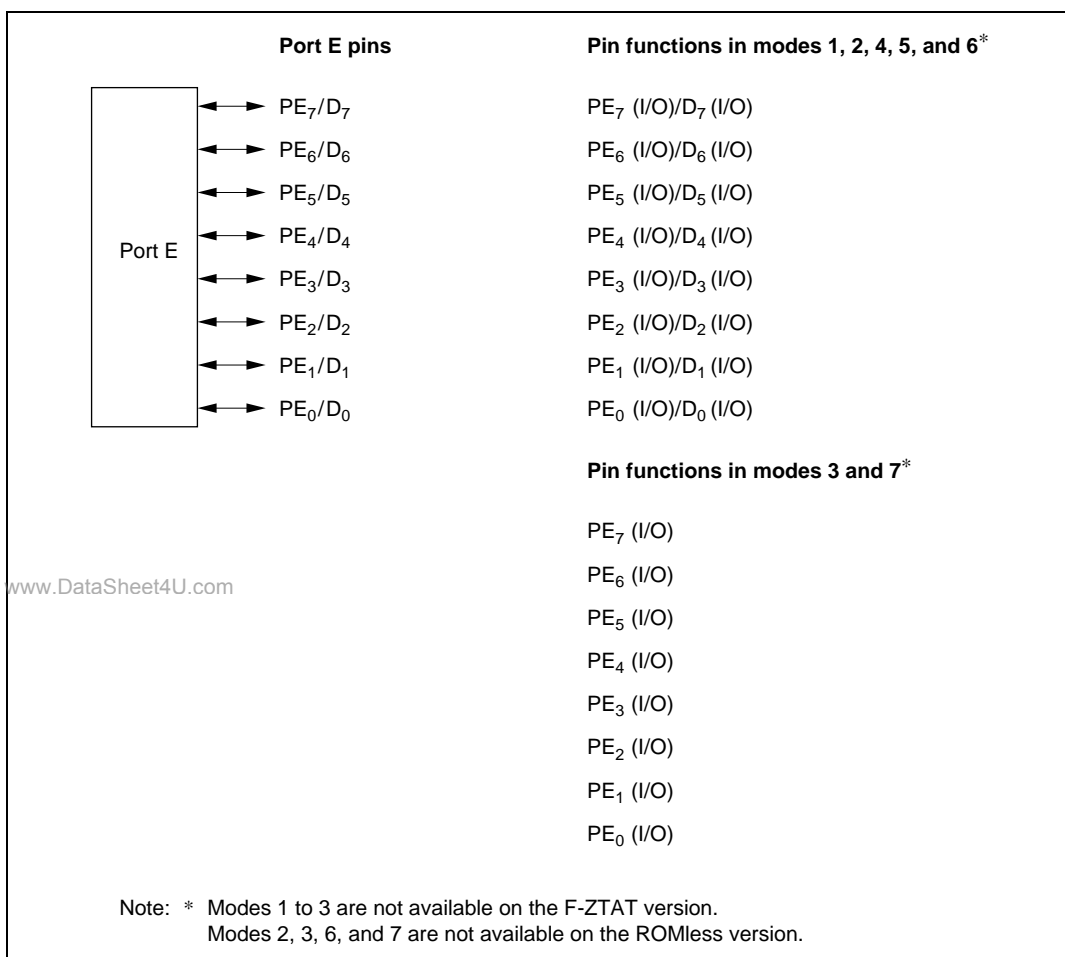 Port E pins Pin functions in modes 1, 2, 4, 5, and 6*
PE7/D7 PE7 (I/O)/D7 (I/O)
PE6/D6 PE6 (I/O)/D6 (I/O)
PE5/D5 PE5 (I/O)/D5 (I/O)
PE4/D4 PE4 (I/O)/D4 (I/O)
Port E
PE3/D3 PE3 (I/O)/D3 (I/O)
PE2/D2 PE2 (I/O)/D2 (I/O)
PE1/D1 PE1 (I/O)/D1 (I/O)
PE0/D0 PE0 (I/O)/D0 (I/O)
Pin functions in modes 3 and 7*
PE7 (I/O)
PE6 (I/O)
www.DataSheet4U.com
PE5 (I/O)
PE4 (I/O)
PE3 (I/O)
PE2 (I/O)
PE1 (I/O)
PE0 (I/O)
Note: * Modes 1 to 3 are not available on the F-ZTAT version.
Modes 2, 3, 6, and 7 are not available on the ROMless version.